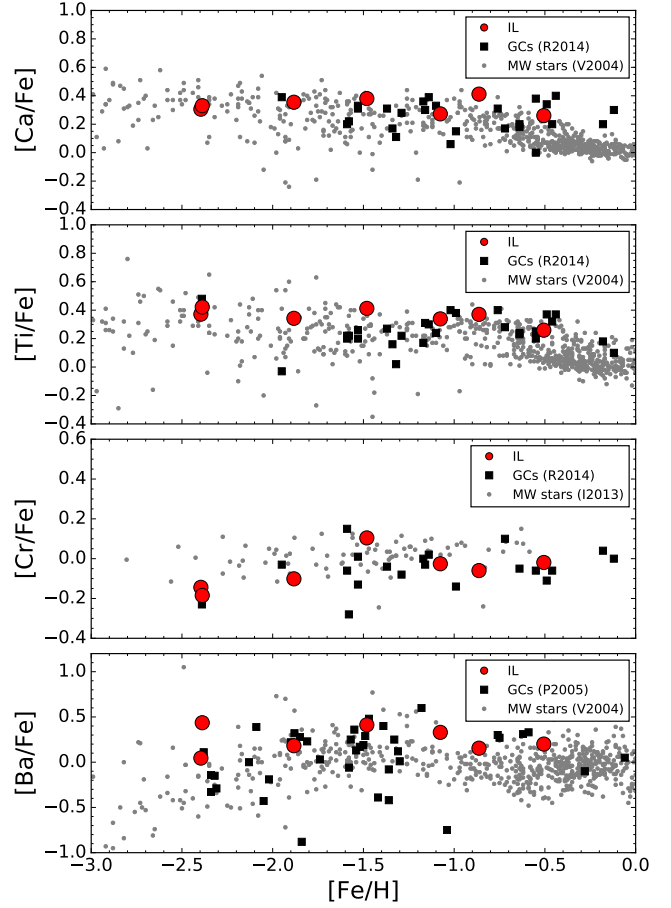 1.0
0.8
0.6
0.4
0.2
0.0
−0.2
−0.4
[Ca/Fe]
IL
GCs (R2014)
MW stars (V2004)
1.0
0.8
0.6
0.4
0.2
0.0
−0.2
−0.4
[Ti/Fe]
IL
GCs (R2014)
MW stars (V2004)
0.6
0.4
0.2
0.0
−0.2
−0.4
[Cr/Fe]
IL
GCs (R2014)
MW stars (I2013)
1.0
0.5
0.0
−0.5
−1.0
[Ba/Fe]
IL
GCs (P2005)
MW stars (V2004)
−3.0 −2.5 −2.0 −1.5 −1.0 −0.5 0.0
[Fe/H]